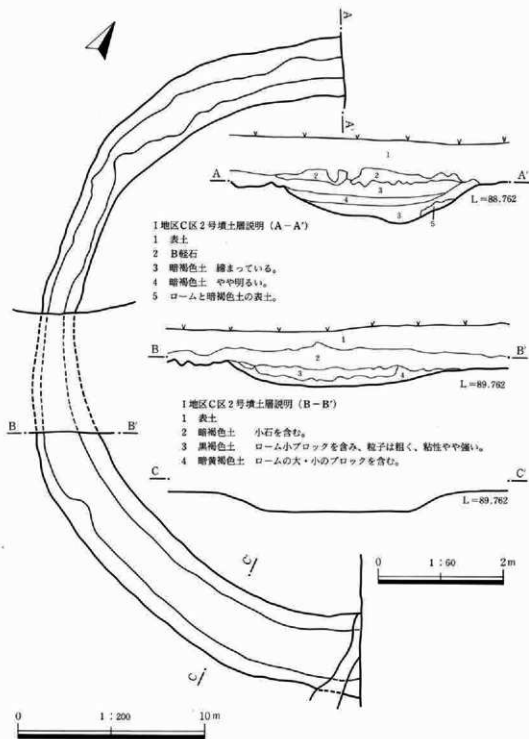 A
A'
1
A
2
2
A'
3
4
3
5
L=88.762
I地区C区2号墳土層説明(A-A')
1 表土
2 B軽石
3 暗褐色土 締まっている。
4 暗褐色土 やや明るい。
5 ロームと暗褐色土の表土。
B
1
B'
2
3
4
L=89.762
I地区C区2号墳土層説明(B-B')
1 表土
2 暗褐色土 小石を含む。
3 黒褐色土 ローム小ブロックを含み、粒子は粗く、粘性やや強い。
4 暗黄褐色土 ロームの大・小のブロックを含む。
B
B'
C
C'
L=89.762
C'
C
0 1:60 2m
0 1:200 10m